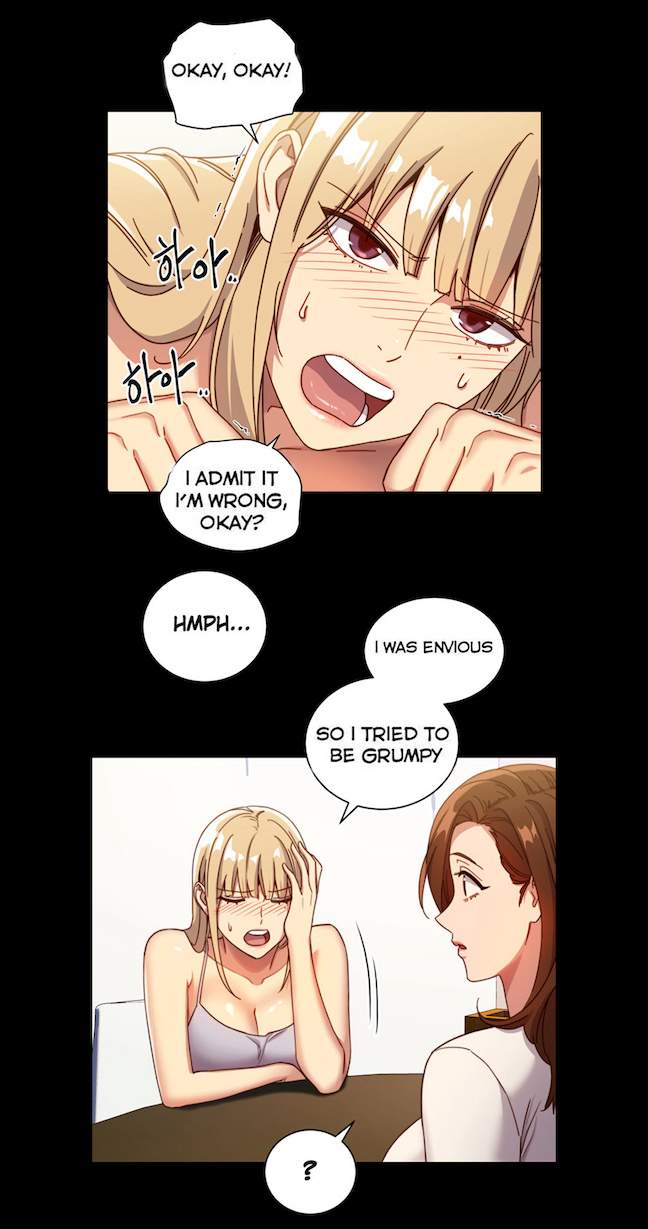 OKAY, OKAY!
하아..
하아..
I ADMIT IT
I'M WRONG,
OKAY?
HMPH...
I WAS ENVIOUS
SO I TRIED TO
BE GRUMPY
?